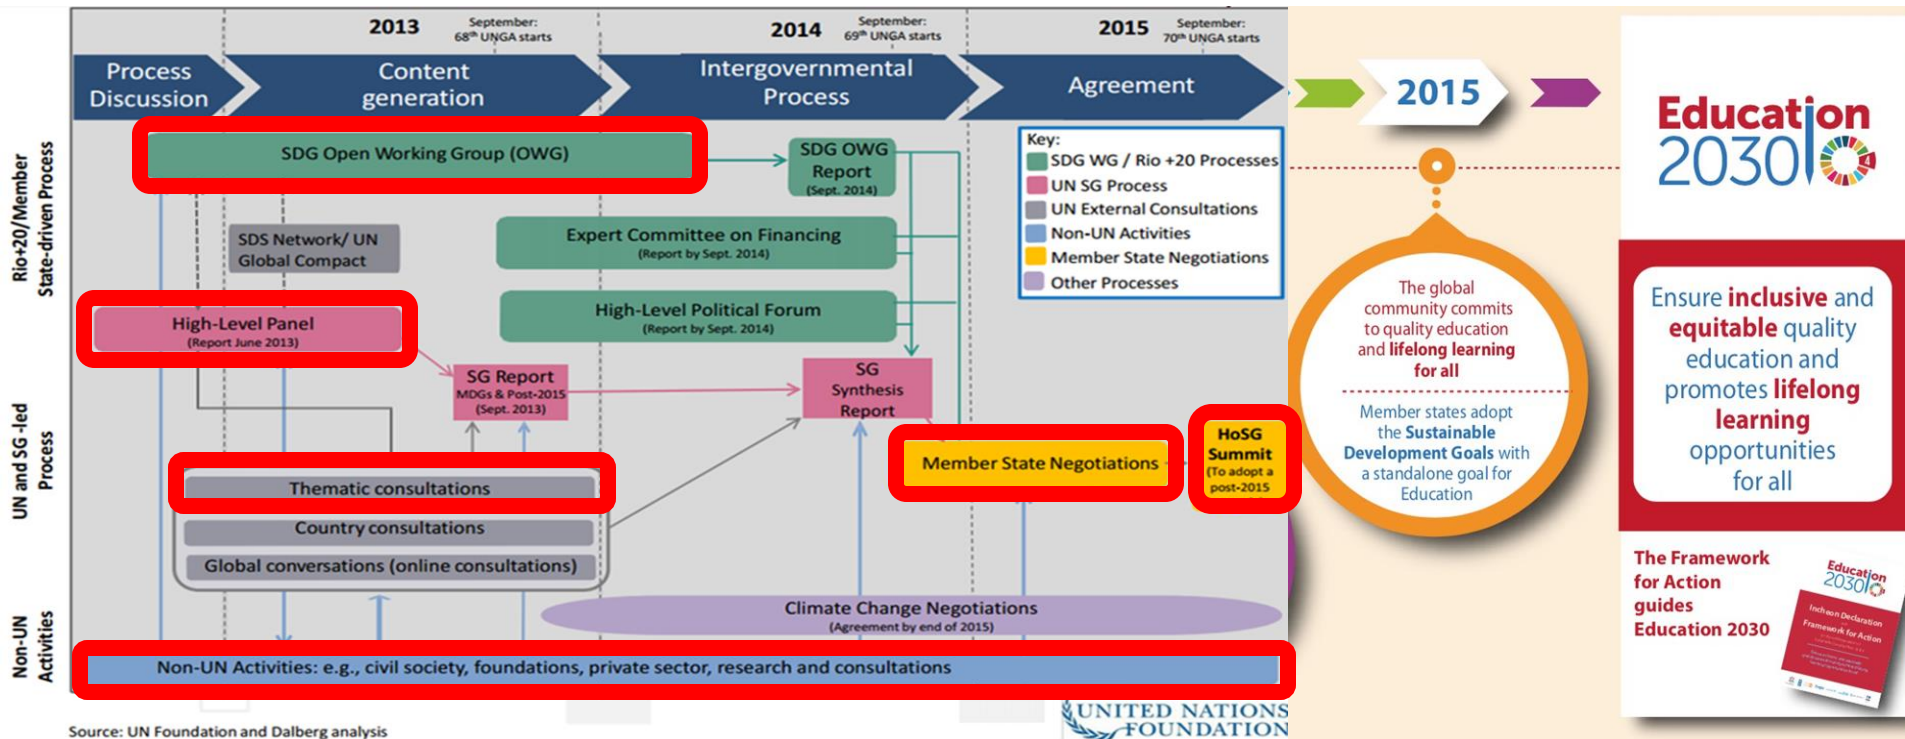 2013
September:
68th UNGA starts
2014
September:
69th UNGA starts
2015
September:
70th UNGA starts
Process
Discussion
Content
generation
Intergovernmental
Process
Agreement
Rio+20/Member
State-driven Process
SDG Open Working Group (OWG)
SDG OWG
Report
(Sept. 2014)
Key:
SDG WG / Rio +20 Processes
UN SG Process
UN External Consultations
Non-UN Activities
Member State Negotiations
Other Processes
SDS Network/ UN
Global Compact
Expert Committee on Financing
(Report by Sept. 2014)
High-Level Political Forum
(Report by Sept. 2014)
UN and SG -led
Process
High-Level Panel
(Report June 2013)
SG Report
MDGs & Post-2015
(Sept. 2013)
SG
Synthesis
Report
Member State Negotiations
HoSG
Summit
(To adopt a
post-2015
Thematic consultations
Country consultations
Global conversations (online consultations)
Non-UN
Activities
Climate Change Negotiations
(Agreement by end of 2015)
Non-UN Activities: e.g., civil society, foundations, private sector, research and consultations
Source: UN Foundation and Dalberg analysis
UNITED NATIONS
FOUNDATION
2015
The global
community commits
to quality education
and lifelong learning
for all
Member states adopt
the Sustainable
Development Goals with
a standalone goal for
Education
Education
2030
4
Ensure inclusive and
equitable quality
education and
promotes lifelong
learning
opportunities
for all
The Framework
for Action
guides
Education 2030
Education
2030
Incheon Declaration
Framework for Action